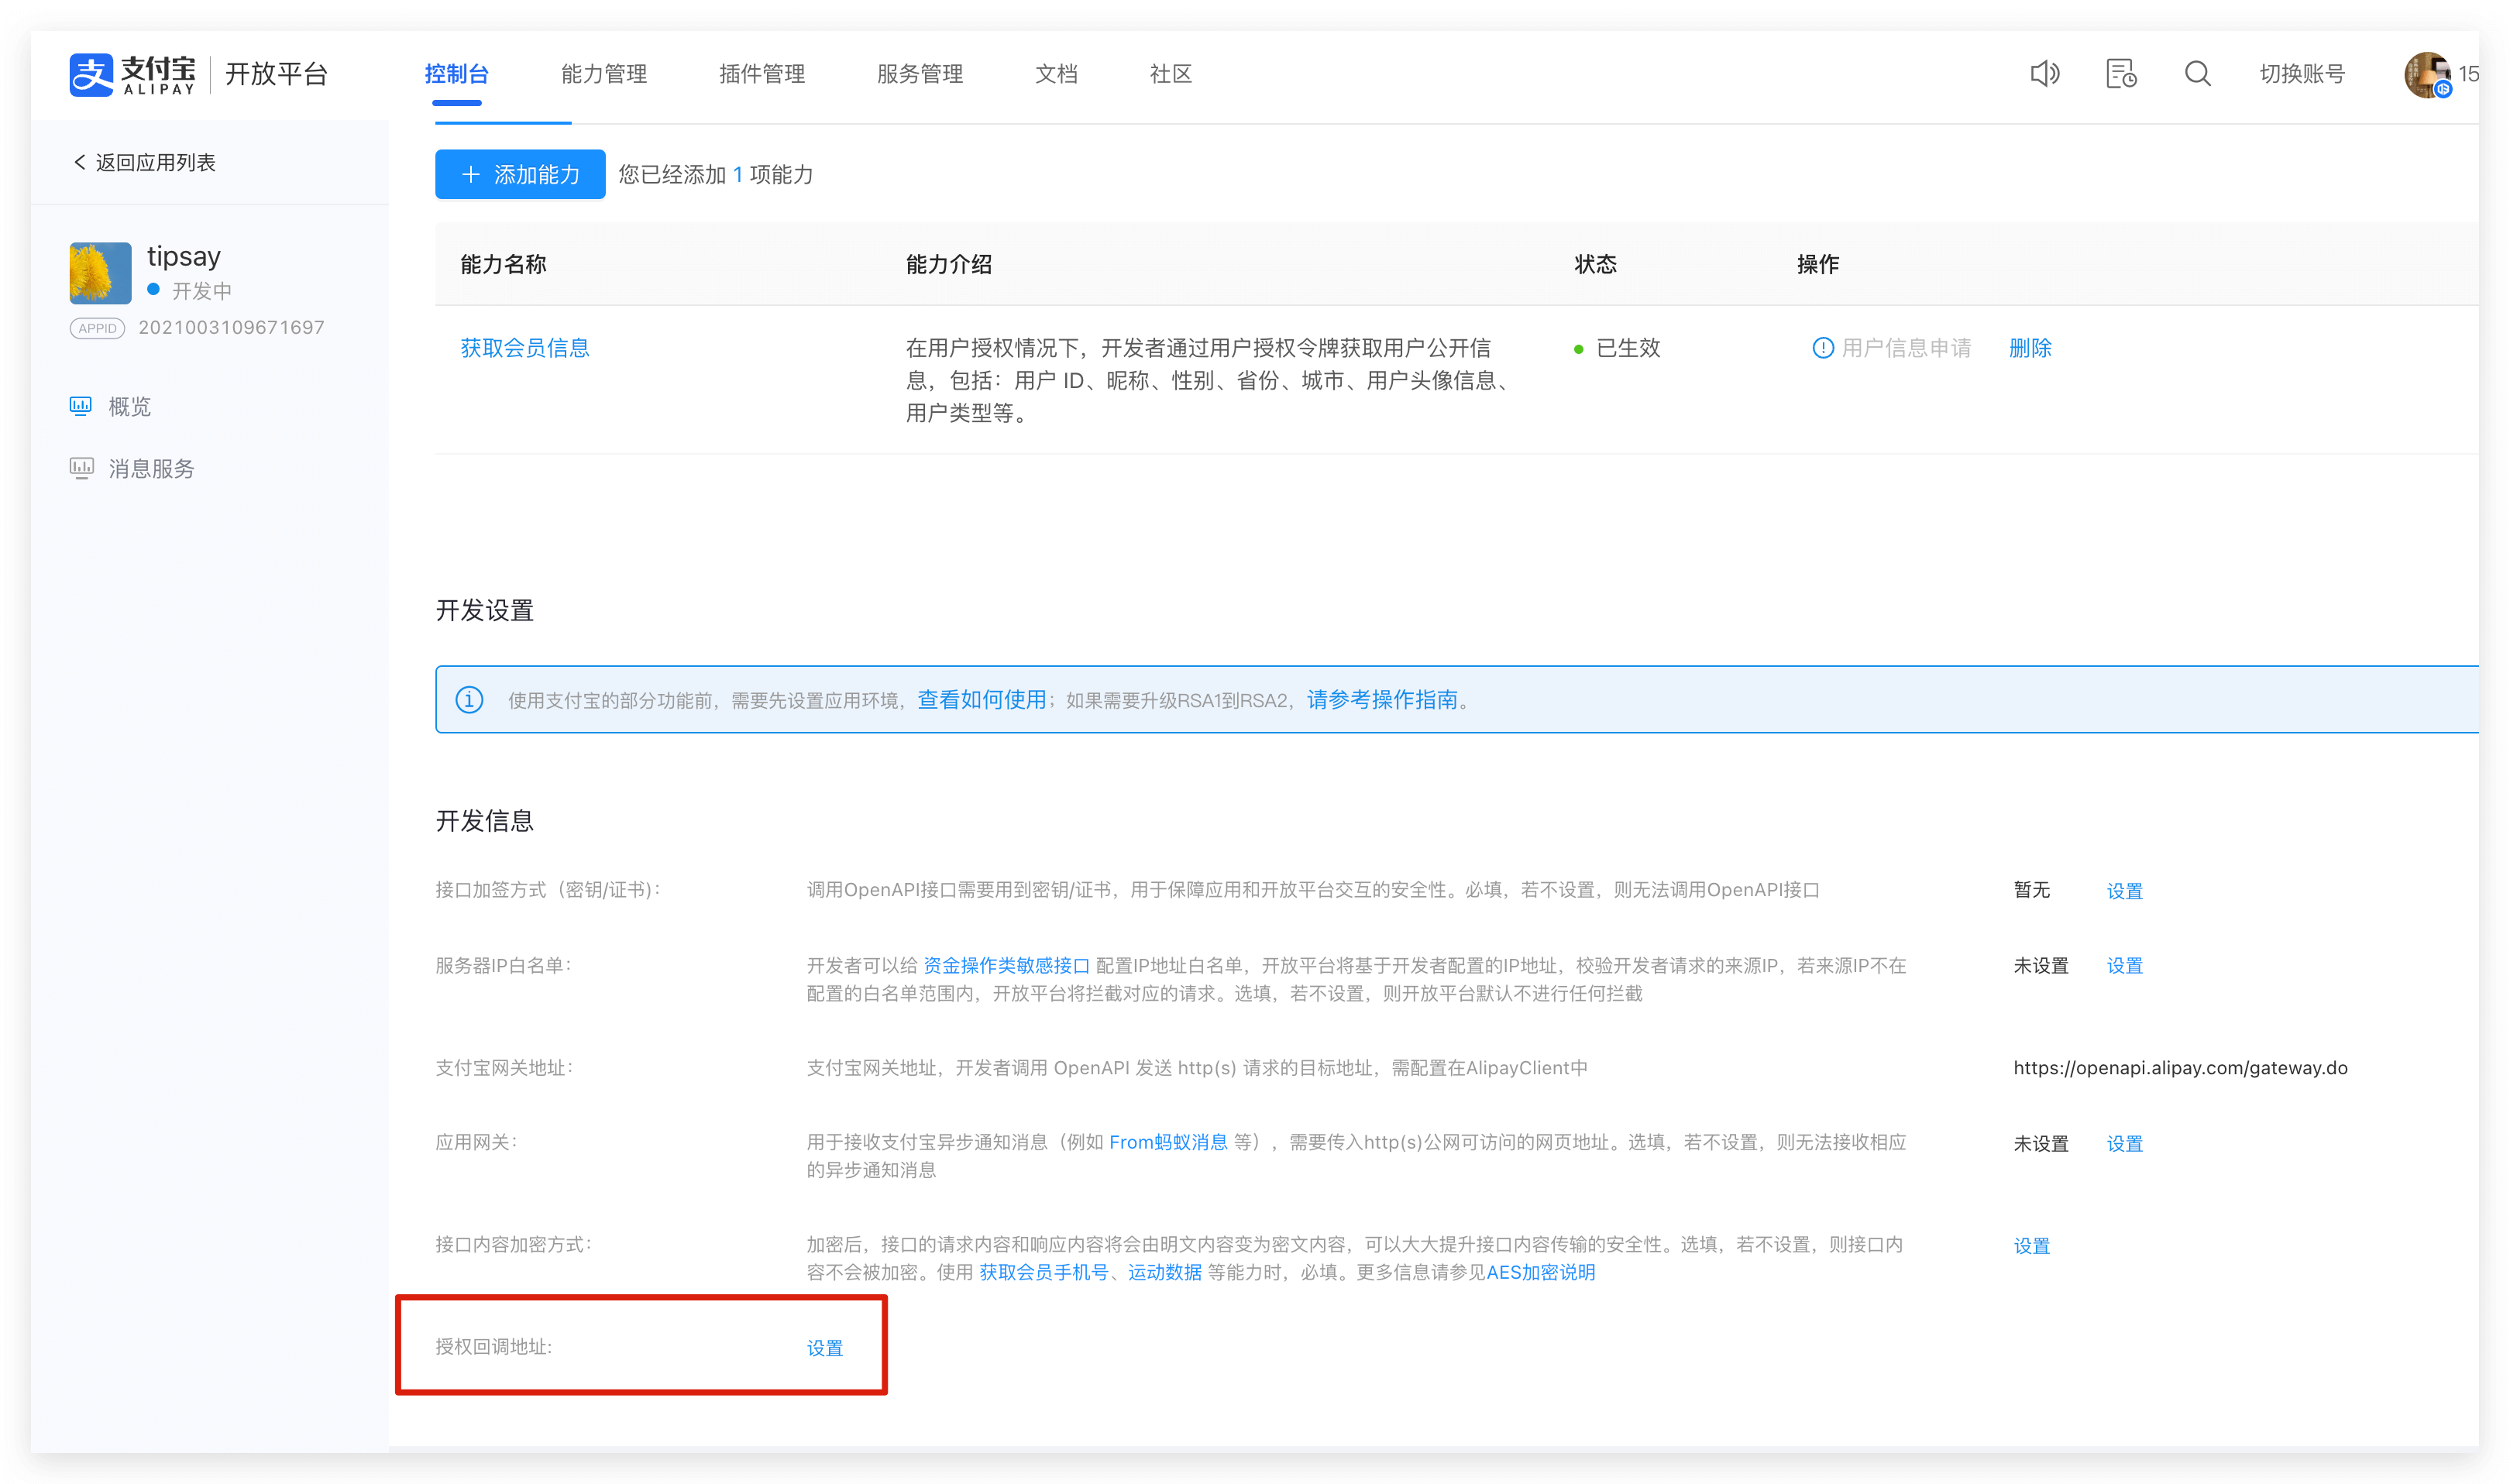 支付宝 ALIPAY 开放平台 控制台 能力管理 插件管理 服务管理 文档 社区 切换账号 15
返回应用列表
tipsay
开发中
APPID 2021003109671697
概览
消息服务
添加能力 您已经添加 1 项能力
能力名称 能力介绍 状态 操作
获取会员信息 在用户授权情况下，开发者通过用户授权令牌获取用户公开信 已生效 用户信息申请 删除
息，包括：用户 ID、昵称、性别、省份、城市、用户头像信息、
用户类型等。
开发设置
使用支付宝的部分功能前，需要先设置应用环境，查看如何使用；如果需要升级RSA1到RSA2，请参考操作指南。
开发信息
接口加签方式（密钥/证书）： 调用OpenAPI接口需要用到密钥/证书，用于保障应用和开放平台交互的安全性。必填，若不设置，则无法调用OpenAPI接口 暂无 设置
服务器IP白名单： 开发者可以给 资金操作类敏感接口 配置IP地址白名单，开放平台将基于开发者配置的IP地址，校验开发者请求的来源IP，若来源IP不在 未设置 设置
配置的白名单范围内，开放平台将拦截对应的请求。选填，若不设置，则开放平台默认不进行任何拦截
支付宝网关地址： 支付宝网关地址，开发者调用 OpenAPI 发送 http(s) 请求的目标地址，需配置在AlipayClient中 https://openapi.alipay.com/gateway.do
应用网关： 用于接收支付宝异步通知消息（例如 From蚂蚁消息 等），需要传入http(s)公网可访问的网页地址。选填，若不设置，则无法接收相应 未设置 设置
的异步通知消息
接口内容加密方式： 加密后，接口的请求内容和响应内容将会由明文内容变为密文内容，可以大大提升接口内容传输的安全性。选填，若不设置，则接口内 设置
容不会被加密。使用 获取会员手机号、运动数据 等能力时，必填。更多信息请参见AES加密说明
授权回调地址: 设置